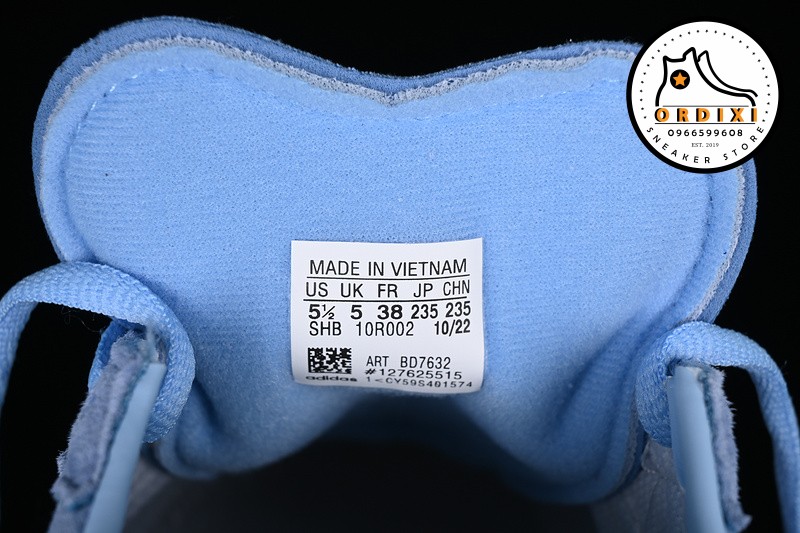 ORDIXI
0966599608
EST. 2019
SNEAKER STORE
MADE IN VIETNAM
US UK FR JP CHN
5½ 5 38 235 235
SHB 10R002 10/22
ART BD7632
#127625515
adidas 1<CY59S401574